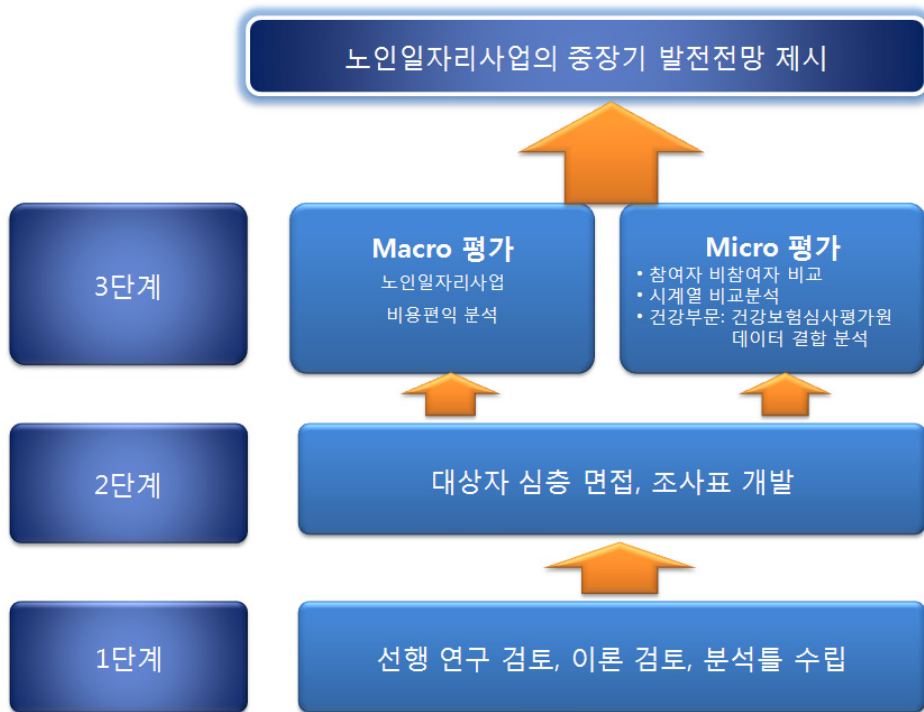 노인일자리사업의 중장기 발전전망 제시
3단계
Macro 평가
노인일자리사업
비용편익 분석
Micro 평가
• 참여자 비참여자 비교
• 시계열 비교분석
• 건강부문: 건강보험심사평가원
데이터 결합 분석
2단계
대상자 심층 면접, 조사표 개발
1단계
선행 연구 검토, 이론 검토, 분석틀 수립